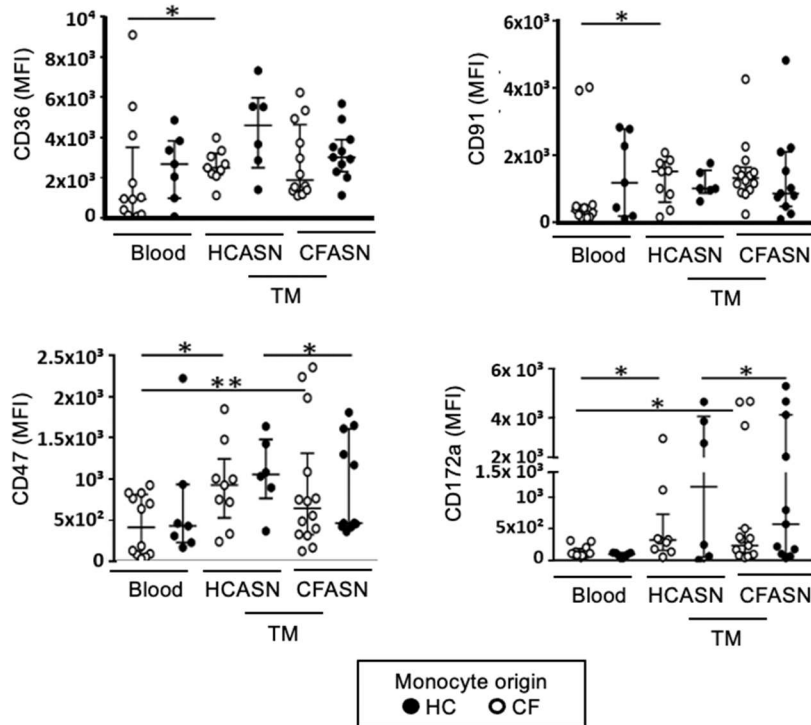 CD36 (MFI)
10⁴
8x10³
6x10³
4x10³
2x10³
0
*
Blood HCASN CFASN
TM
CD91 (MFI)
6x10³
4x10³
2x10³
0
*
Blood HCASN CFASN
TM
CD47 (MFI)
2.5x10³
2x10³
1.5x10³
10³
5x10²
0
* *
**
Blood HCASN CFASN
TM
CD172a (MFI)
6x 10³
4x 10³
2x 10³
1.5x10³
10³
5x10²
0
* *
*
Blood HCASN CFASN
TM
Monocyte origin
HC CF